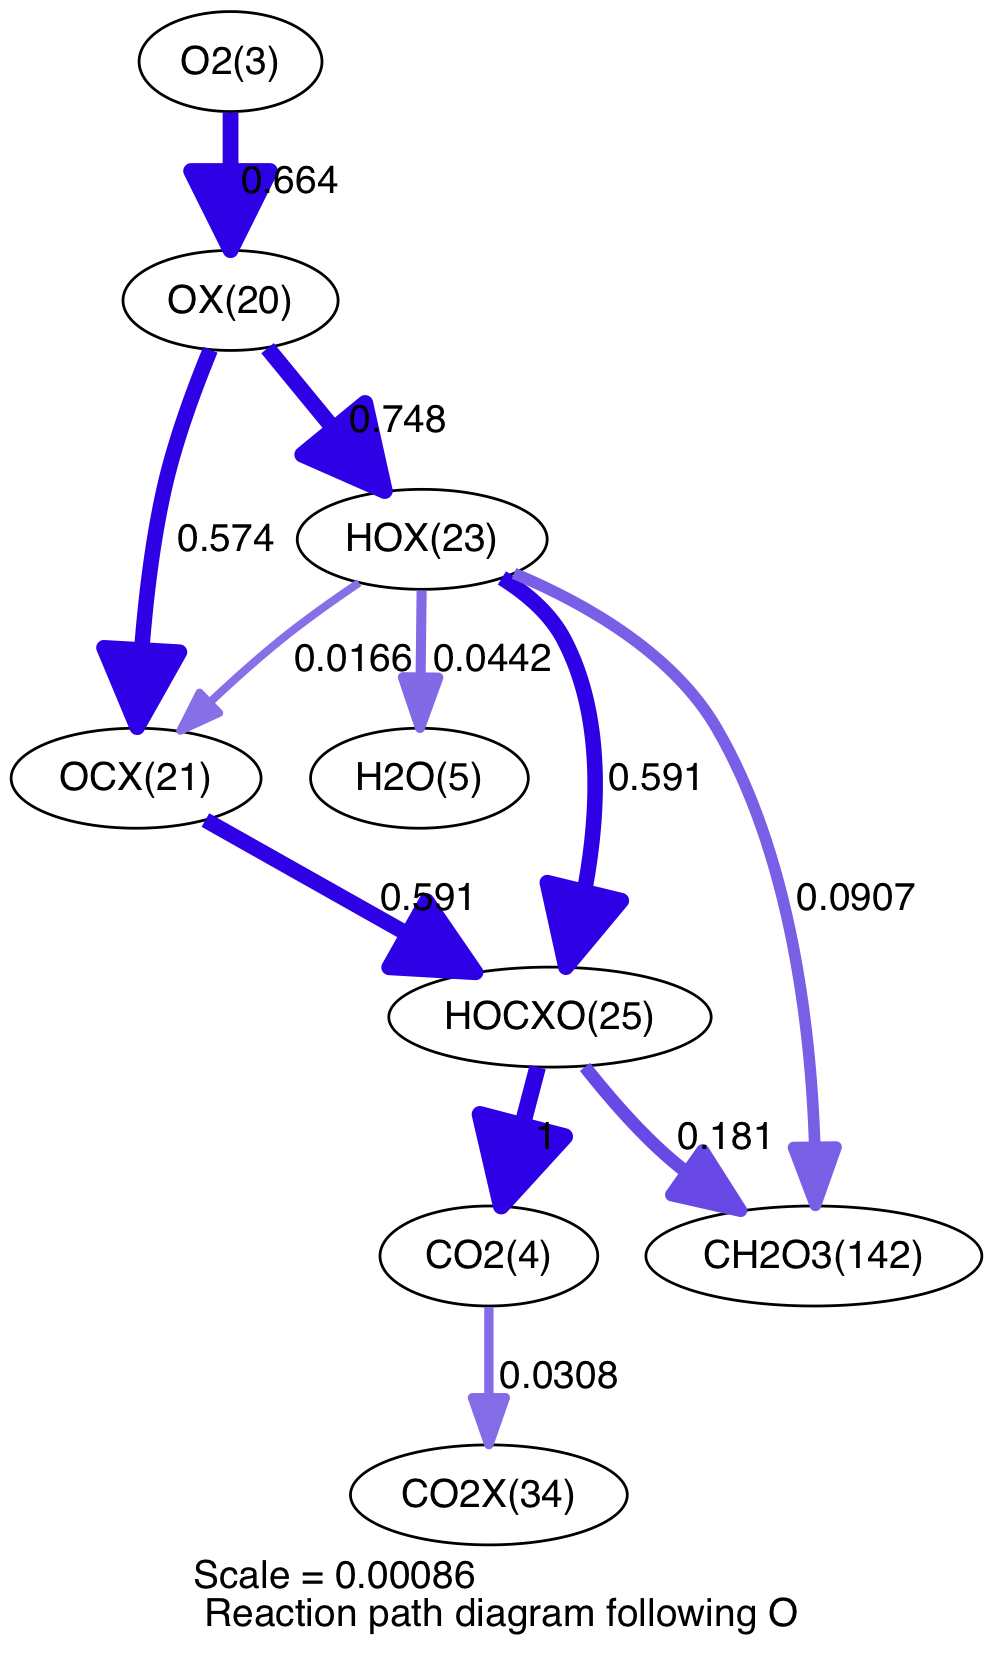 O2(3)
0.664
OX(20)
0.748
0.574
HOX(23)
0.0166
0.0442
OCX(21)
H2O(5)
0.591
0.591
0.0907
HOCXO(25)
1
0.181
CO2(4)
CH2O3(142)
0.0308
CO2X(34)
Scale = 0.00086
Reaction path diagram following O